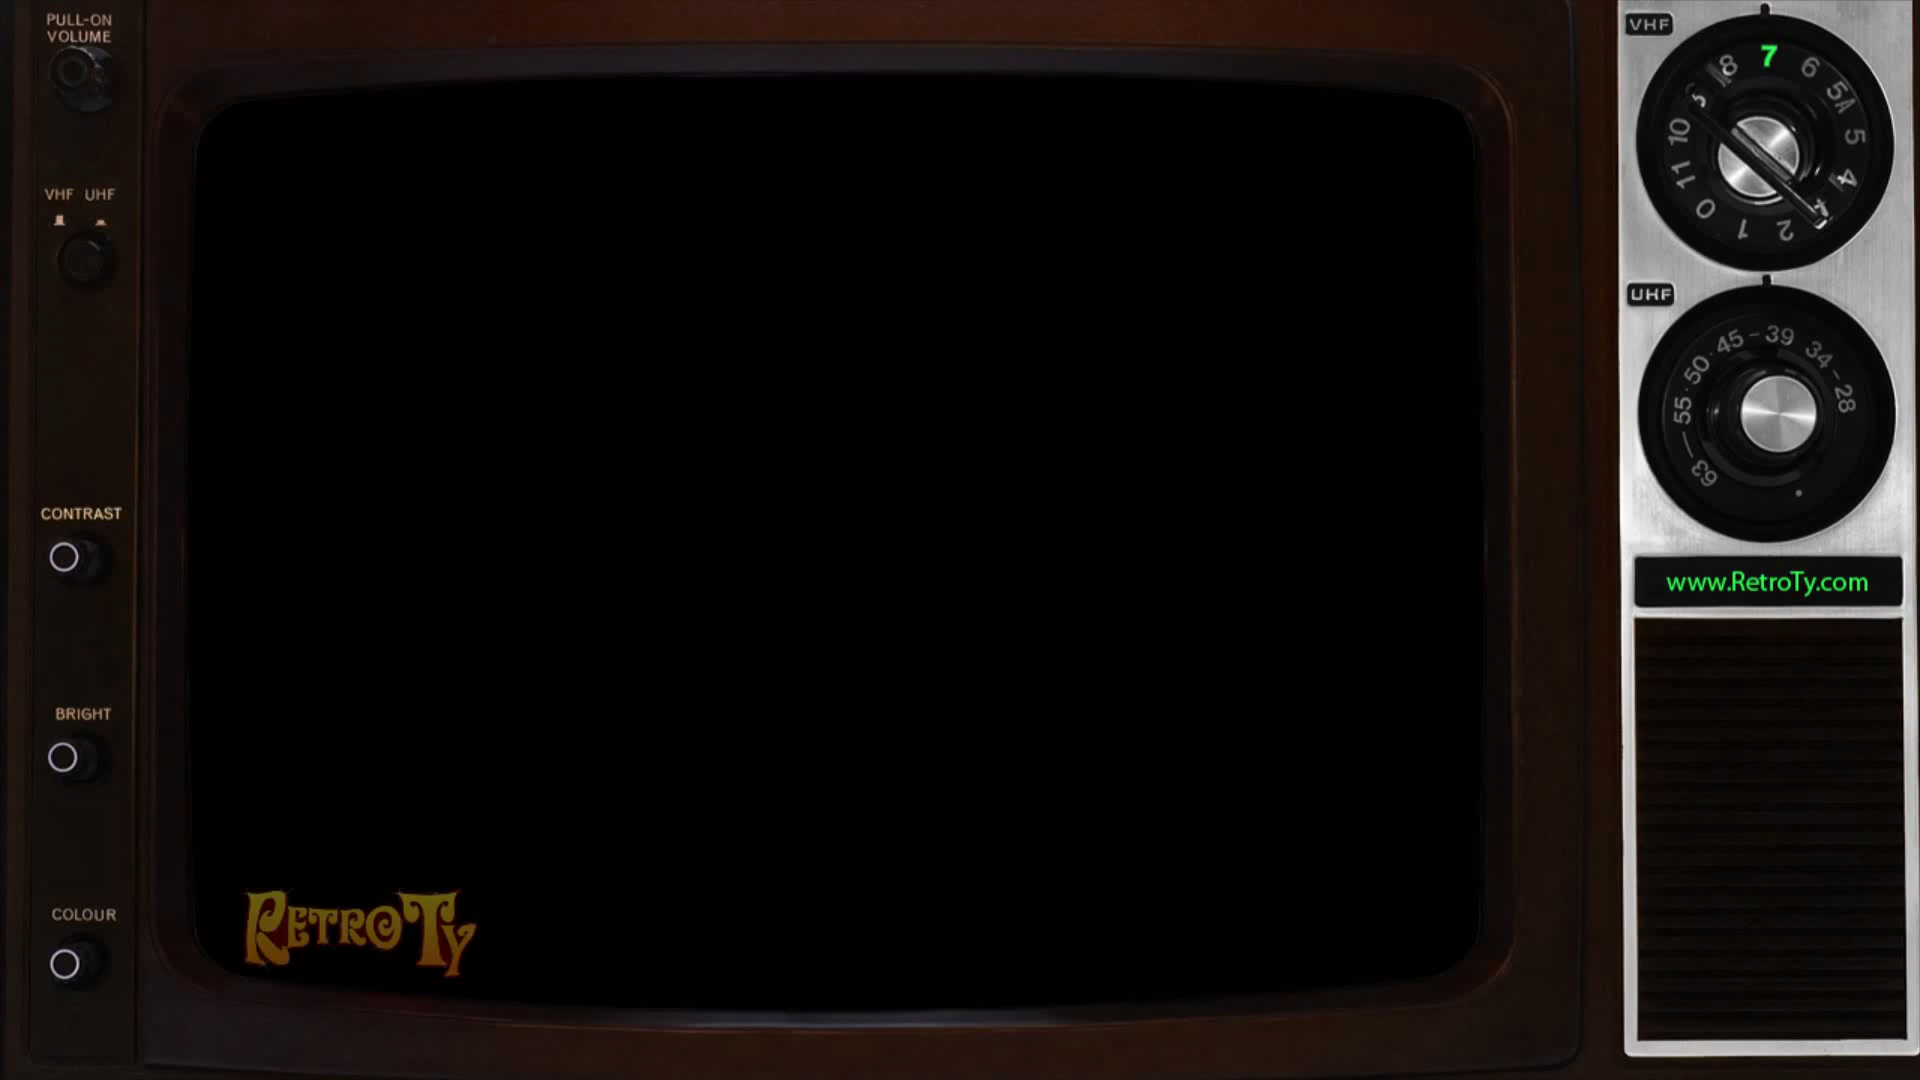 PULL-ON
VOLUME
VHF UHF
CONTRAST
BRIGHT
COLOUR
RETROTY
VHF
7
6
5A
5
4
2
1
0
11
10
8
UHF
63 — 55 · 50 · 45 – 39 34 – 28
www.RetroTy.com